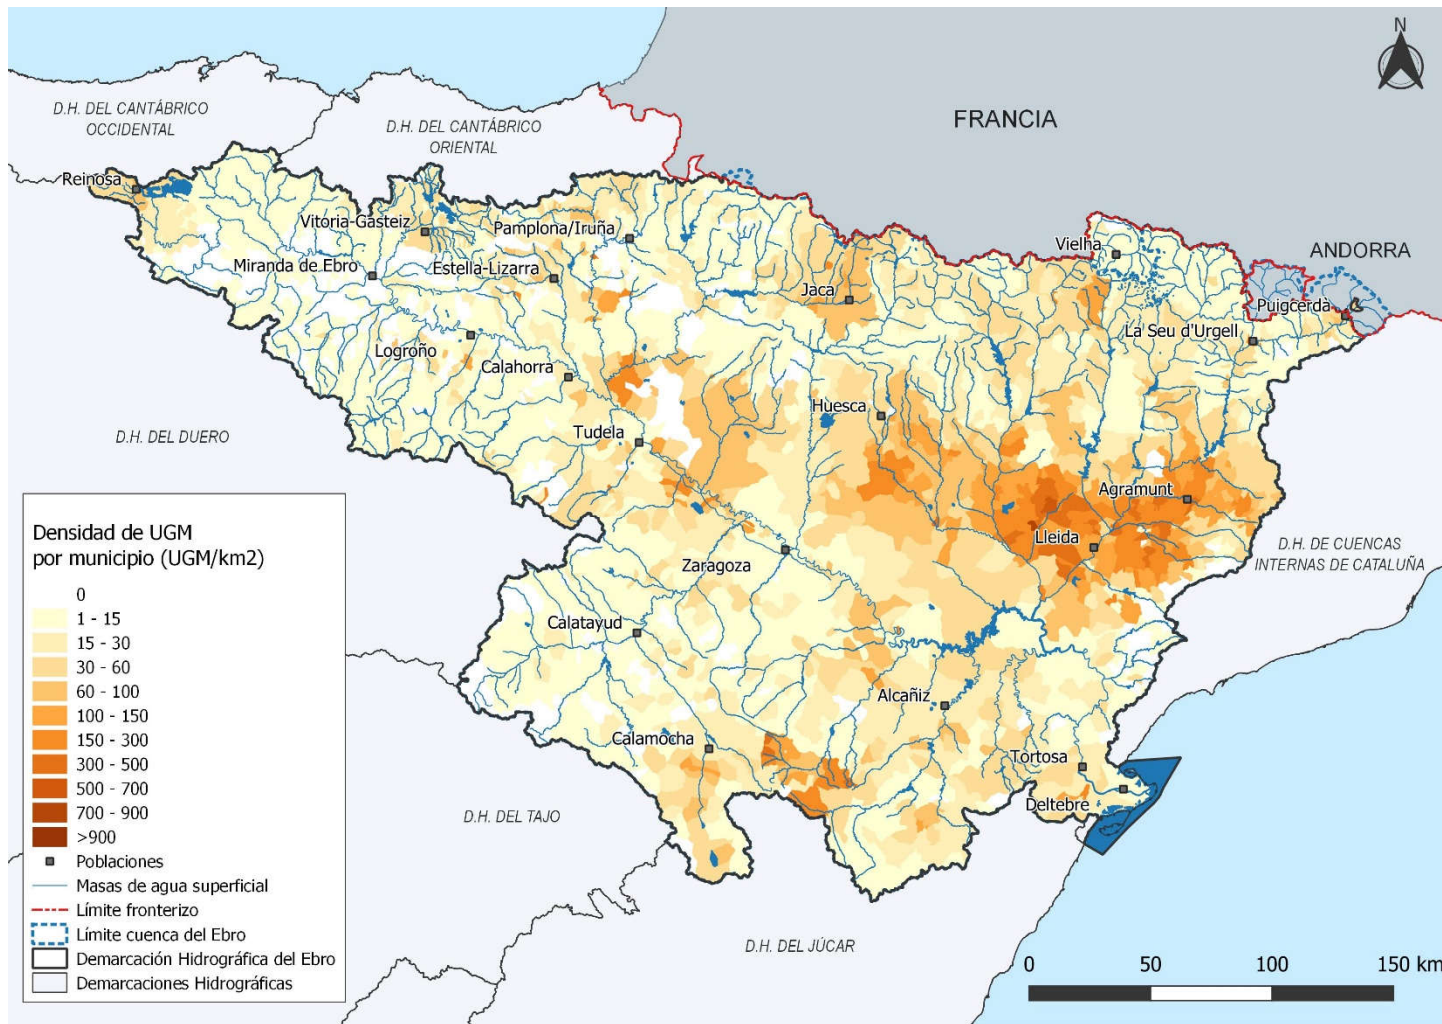 N
FRANCIA
D.H. DEL CANTÁBRICO
OCCIDENTAL
D.H. DEL CANTÁBRICO
ORIENTAL
Reinosa
Vitoria-Gasteiz
Pamplona/Iruña
Vielha
ANDORRA
Miranda de Ebro
Estella-Lizarra
Jaca
Puigcerdà
La Seu d'Urgell
Logroño
Calahorra
Huesca
D.H. DEL DUERO
Tudela
Agramunt
Lleida
D.H. DE CUENCAS
INTERNAS DE CATALUÑA
Zaragoza
Calatayud
Alcañiz
Calamocha
Tortosa
Deltebre
D.H. DEL TAJO
D.H. DEL JÚCAR
Densidad de UGM
por municipio (UGM/km2)
0
1 - 15
15 - 30
30 - 60
60 - 100
100 - 150
150 - 300
300 - 500
500 - 700
700 - 900
>900
Poblaciones
Masas de agua superficial
Límite fronterizo
Límite cuenca del Ebro
Demarcación Hidrográfica del Ebro
Demarcaciones Hidrográficas
0 50 100 150 km